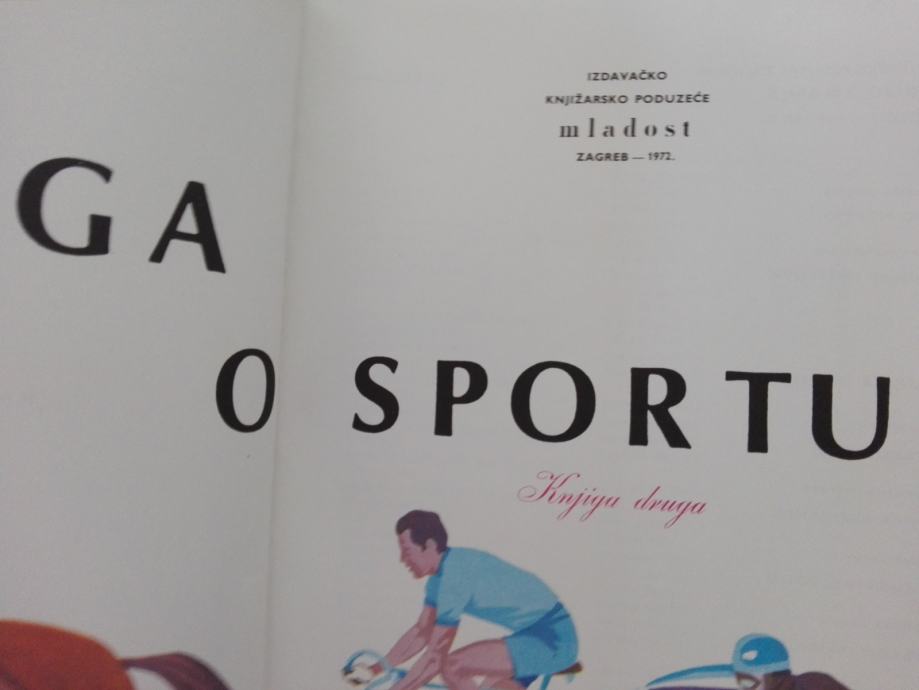 IZDAVAČKO
KNJIŽARSKO PODUZEĆE
mladost
ZAGREB — 1972.
GA
O SPORTU
Knjiga druga